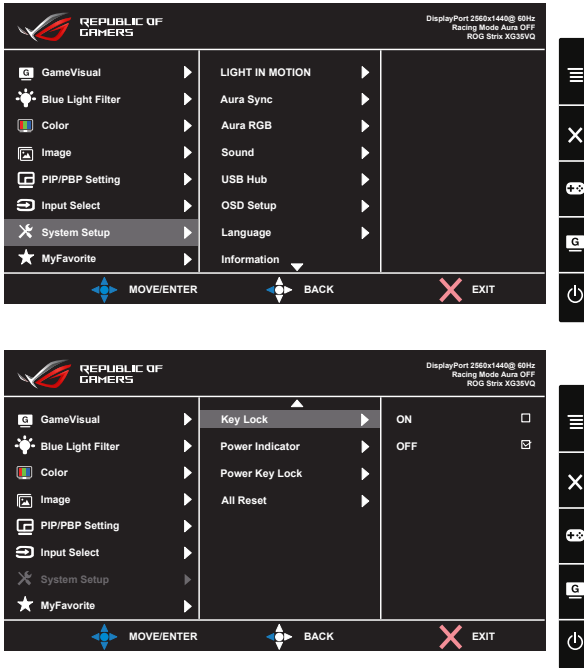 REPUBLIC OF
GAMERS
DisplayPort 2560x1440@ 60Hz
Racing Mode Aura OFF
ROG Strix XG35VQ
G GameVisual
Blue Light Filter
Color
Image
PIP/PBP Setting
Input Select
System Setup
MyFavorite
LIGHT IN MOTION
Aura Sync
Aura RGB
Sound
USB Hub
OSD Setup
Language
Information
MOVE/ENTER
BACK
EXIT
G
REPUBLIC OF
GAMERS
DisplayPort 2560x1440@ 60Hz
Racing Mode Aura OFF
ROG Strix XG35VQ
G GameVisual
Blue Light Filter
Color
Image
PIP/PBP Setting
Input Select
System Setup
MyFavorite
Key Lock
Power Indicator
Power Key Lock
All Reset
ON
OFF
MOVE/ENTER
BACK
EXIT
G